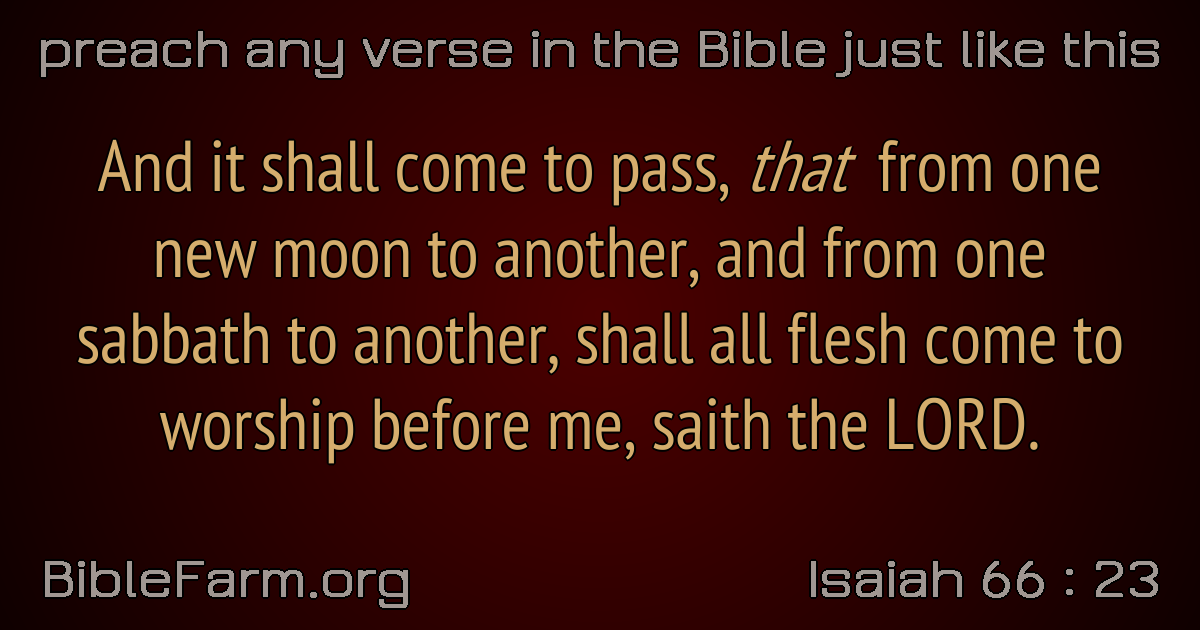 preach any verse in the Bible just like this
And it shall come to pass, that from one
new moon to another, and from one
sabbath to another, shall all flesh come to
worship before me, saith the LORD.
BibleFarm.org
Isaiah 66 : 23